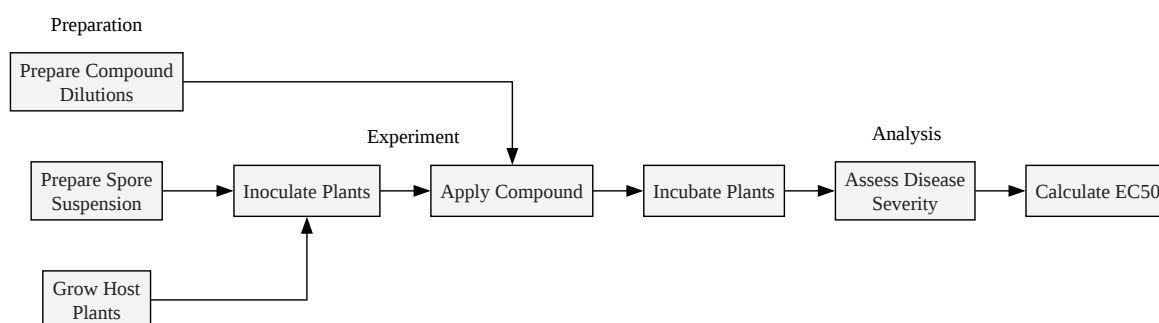 Preparation
Prepare Compound
Dilutions
Experiment
Analysis
Prepare Spore
Suspension
Inoculate Plants
Apply Compound
Incubate Plants
Assess Disease
Severity
Calculate EC50
Grow Host
Plants